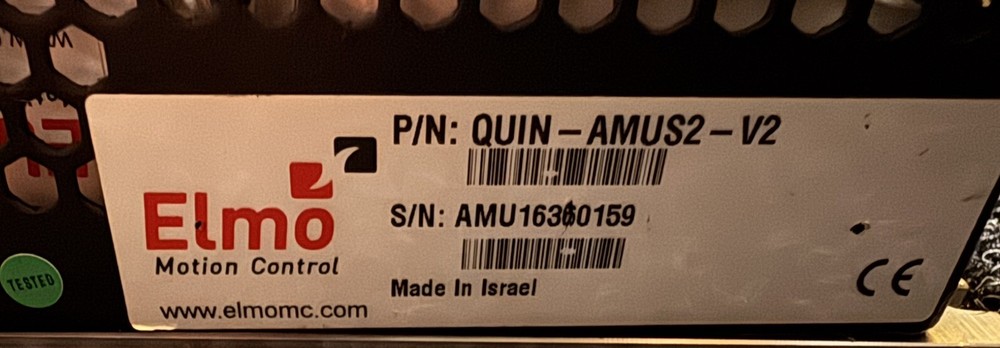 P/N: QUIN-AMUS2-V2
S/N: AMU16360159
Elmo
Motion Control
Made In Israel
www.elmomc.com
CE
TESTED